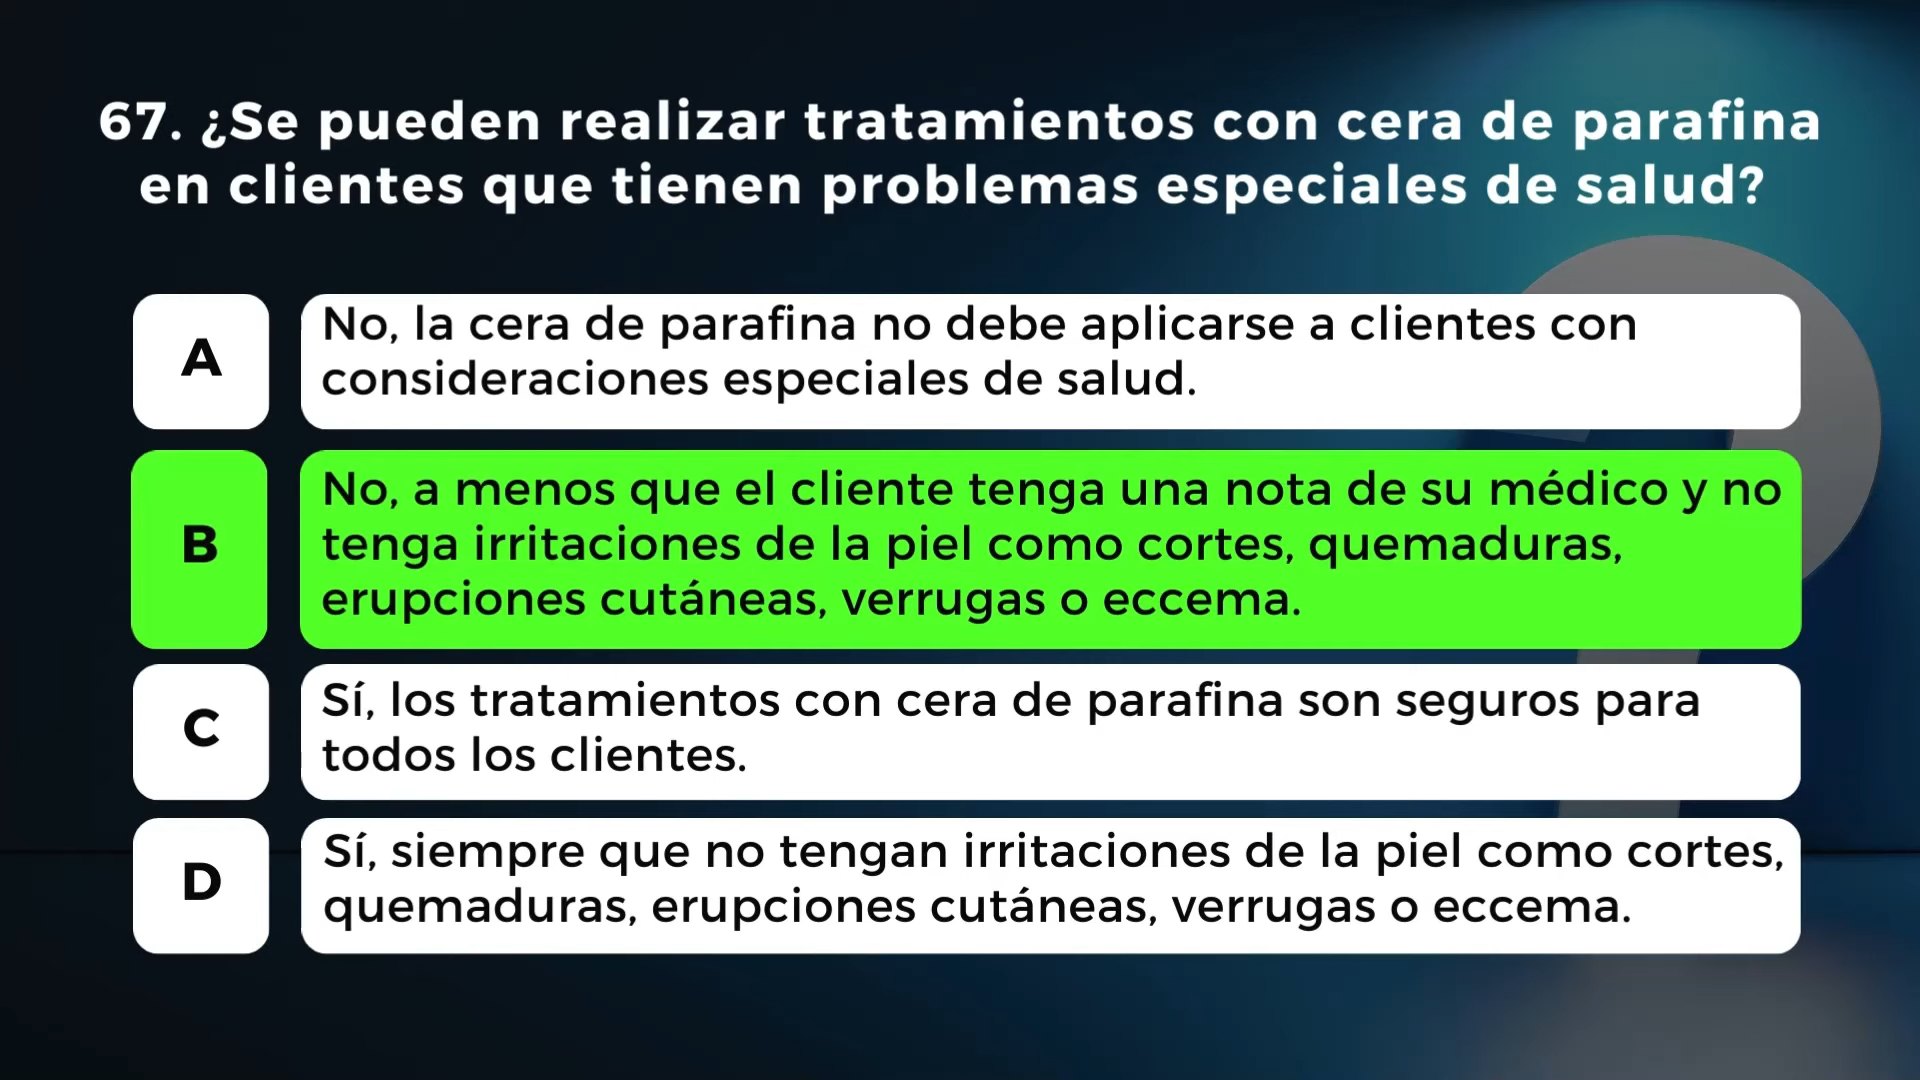 67. ¿Se pueden realizar tratamientos con cera de parafina
en clientes que tienen problemas especiales de salud?
A
No, la cera de parafina no debe aplicarse a clientes con
consideraciones especiales de salud.
B
No, a menos que el cliente tenga una nota de su médico y no
tenga irritaciones de la piel como cortes, quemaduras,
erupciones cutáneas, verrugas o eccema.
C
Sí, los tratamientos con cera de parafina son seguros para
todos los clientes.
D
Sí, siempre que no tengan irritaciones de la piel como cortes,
quemaduras, erupciones cutáneas, verrugas o eccema.